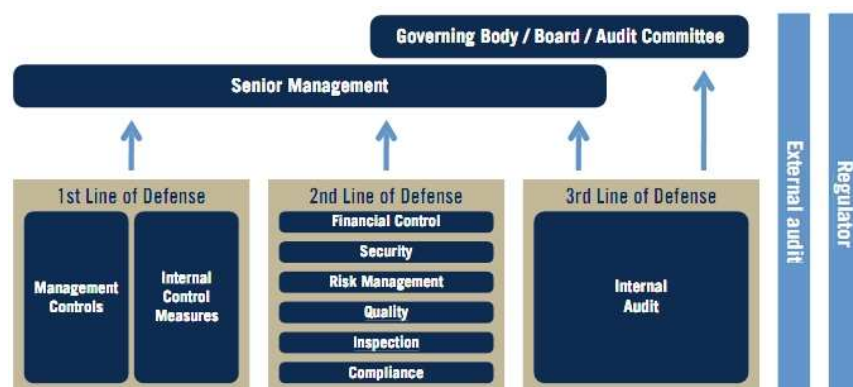 Governing Body / Board / Audit Committee
Senior Management
1st Line of Defense
Management
Controls
Internal
Control
Measures
2nd Line of Defense
Financial Control
Security
Risk Management
Quality
Inspection
Compliance
3rd Line of Defense
Internal
Audit
External audit
Regulator